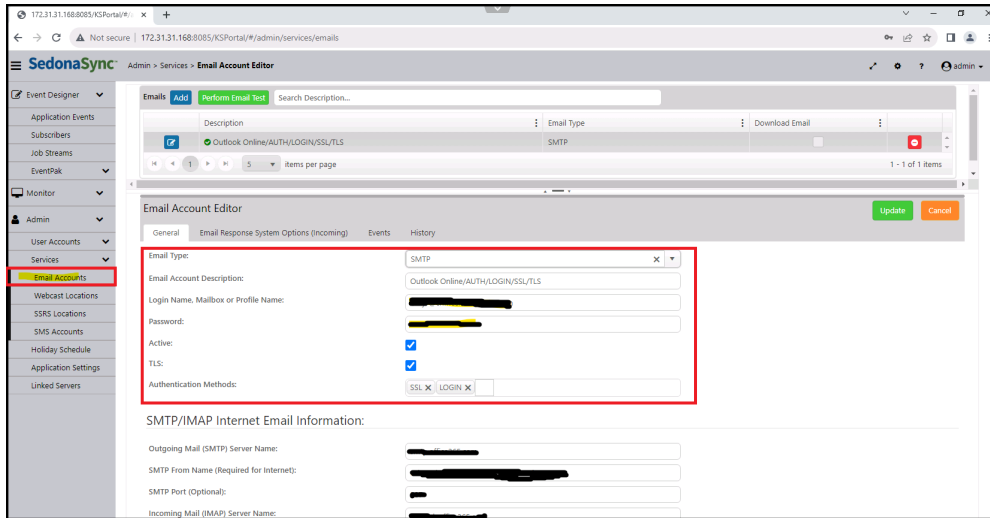 172.31.31.168:8085/KSPortal/#/
Not secure | 172.31.31.168:8085/KSPortal/#/admin/services/emails
SedonaSync Admin > Services > Email Account Editor ? admin
Event Designer
Application Events
Subscribers
Job Streams
EventPak
Monitor
Admin
User Accounts
Services
Email Accounts
Webcast Locations
SSRS Locations
SMS Accounts
Holiday Schedule
Application Settings
Linked Servers
Emails Add Perform Email Test Search Description...
Description Email Type Download Email
Outlook Online/AUTH/LOGIN/SSL/TLS SMTP
1 5 items per page 1 - 1 of 1 items
Email Account Editor Update Cancel
General Email Response System Options (Incoming) Events History
Email Type: SMTP
Email Account Description: Outlook Online/AUTH/LOGIN/SSL/TLS
Login Name, Mailbox or Profile Name:
Password:
Active:
TLS:
Authentication Methods: SSL LOGIN
SMTP/IMAP Internet Email Information:
Outgoing Mail (SMTP) Server Name:
SMTP From Name (Required for Internet):
SMTP Port (Optional):
Incoming Mail (IMAP) Server Name: